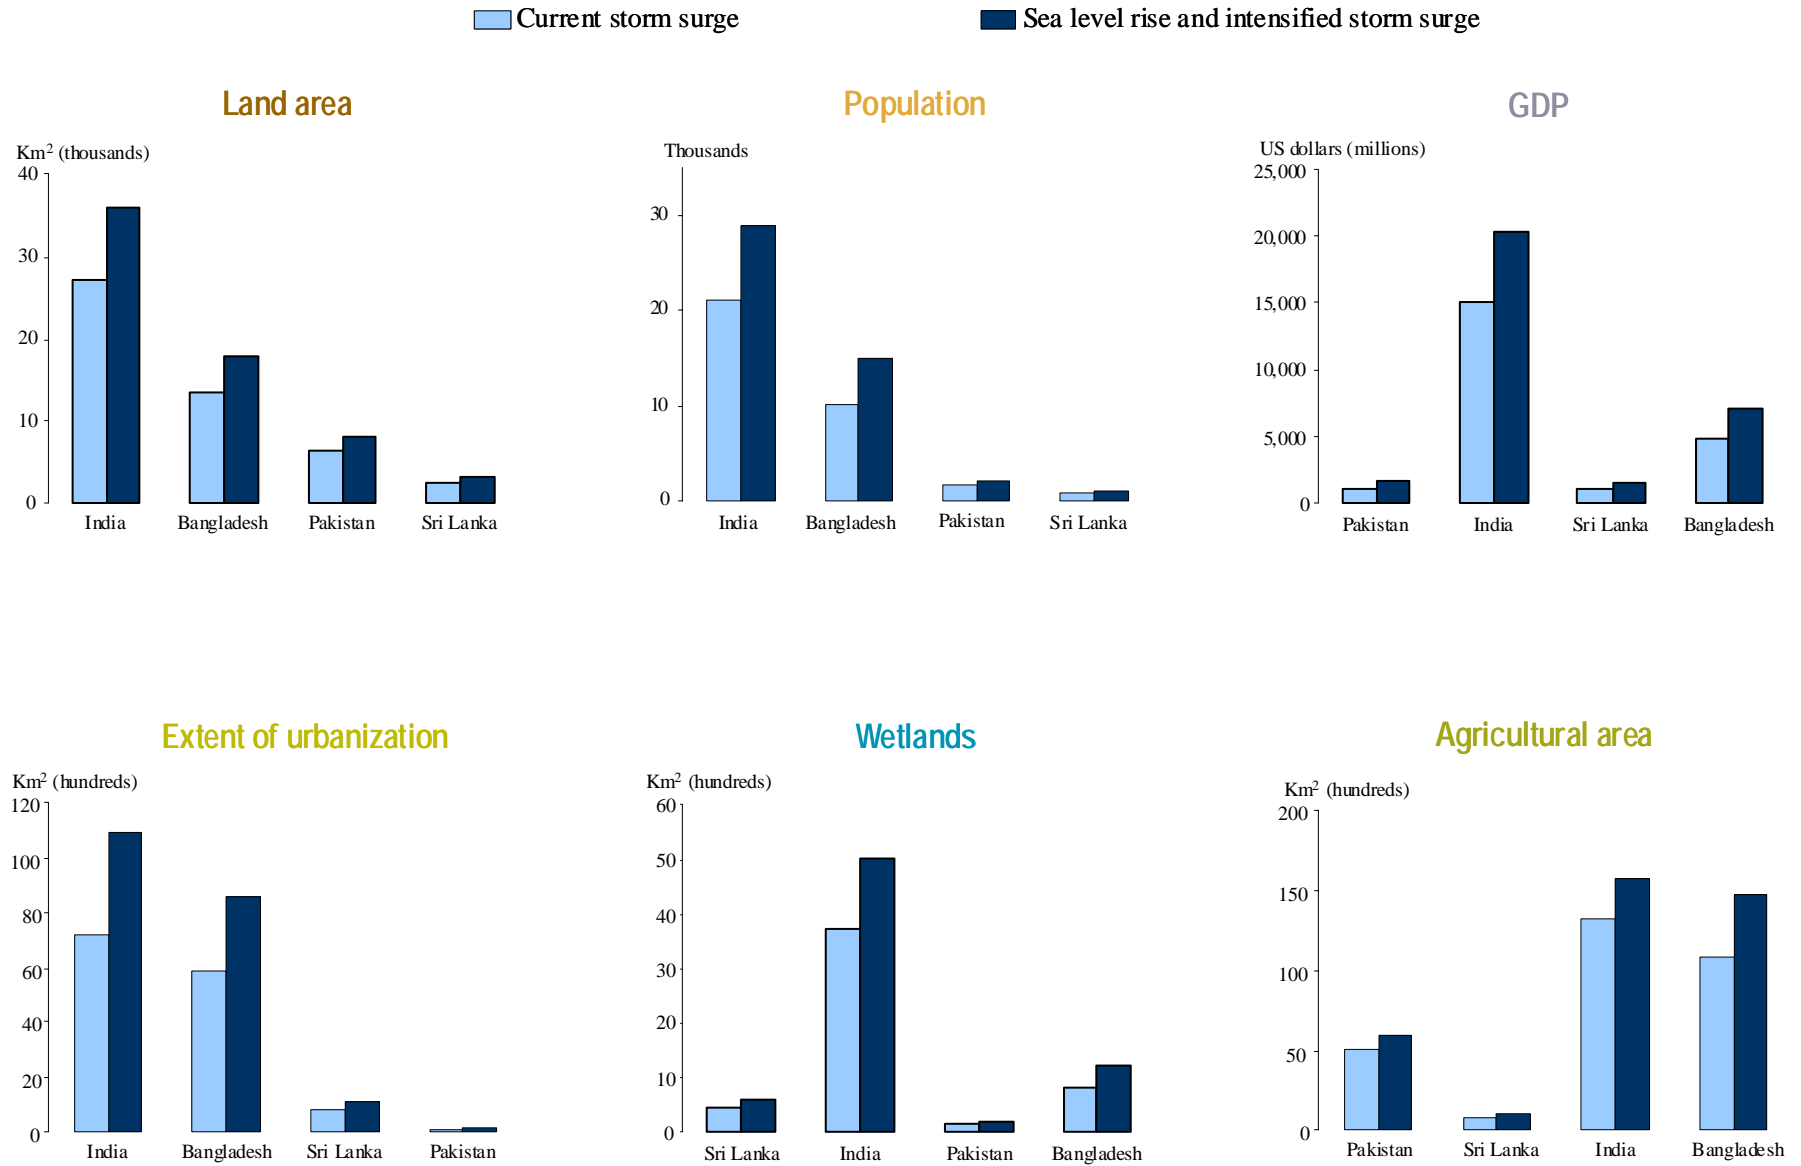 Current storm surge
Sea level rise and intensified storm surge
Land area
Km² (thousands)
40
30
20
10
0
India
Bangladesh
Pakistan
Sri Lanka
Population
Thousands
30
20
10
0
India
Bangladesh
Pakistan
Sri Lanka
GDP
US dollars (millions)
25,000
20,000
15,000
10,000
5,000
0
Pakistan
India
Sri Lanka
Bangladesh
Extent of urbanization
Km² (hundreds)
120
100
80
60
40
20
0
India
Bangladesh
Sri Lanka
Pakistan
Wetlands
Km² (hundreds)
60
50
40
30
20
10
0
Sri Lanka
India
Pakistan
Bangladesh
Agricultural area
Km² (hundreds)
200
150
100
50
0
Pakistan
Sri Lanka
India
Bangladesh